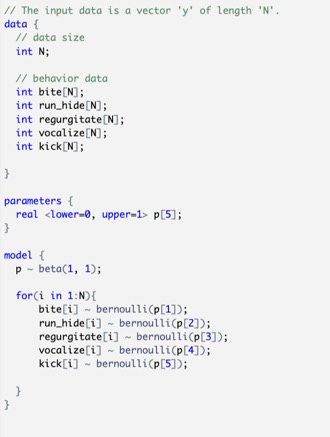 // The input data is a vector 'y' of length 'N'.
data {
  // data size
  int N;

  // behavior data
  int bite[N];
  int run_hide[N];
  int regurgitate[N];
  int vocalize[N];
  int kick[N];

}

parameters {
  real <lower=0, upper=1> p[5];
}

model {
  p ~ beta(1, 1);

  for(i in 1:N){
      bite[i] ~ bernoulli(p[1]);
      run_hide[i] ~ bernoulli(p[2]);
      regurgitate[i] ~ bernoulli(p[3]);
      vocalize[i] ~ bernoulli(p[4]);
      kick[i] ~ bernoulli(p[5]);

  }
}